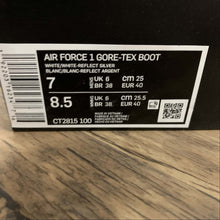 AIR FORCE 1 GORE-TEX BOOT
WHITE/WHITE-REFLECT SILVER
BLANC/BLANC-REFLECT ARGENT
7 UK 6 CM 25
BR 38 EUR 40
8.5 UK 6 CM 25.5
BR 38 EUR 40
CT2815 100